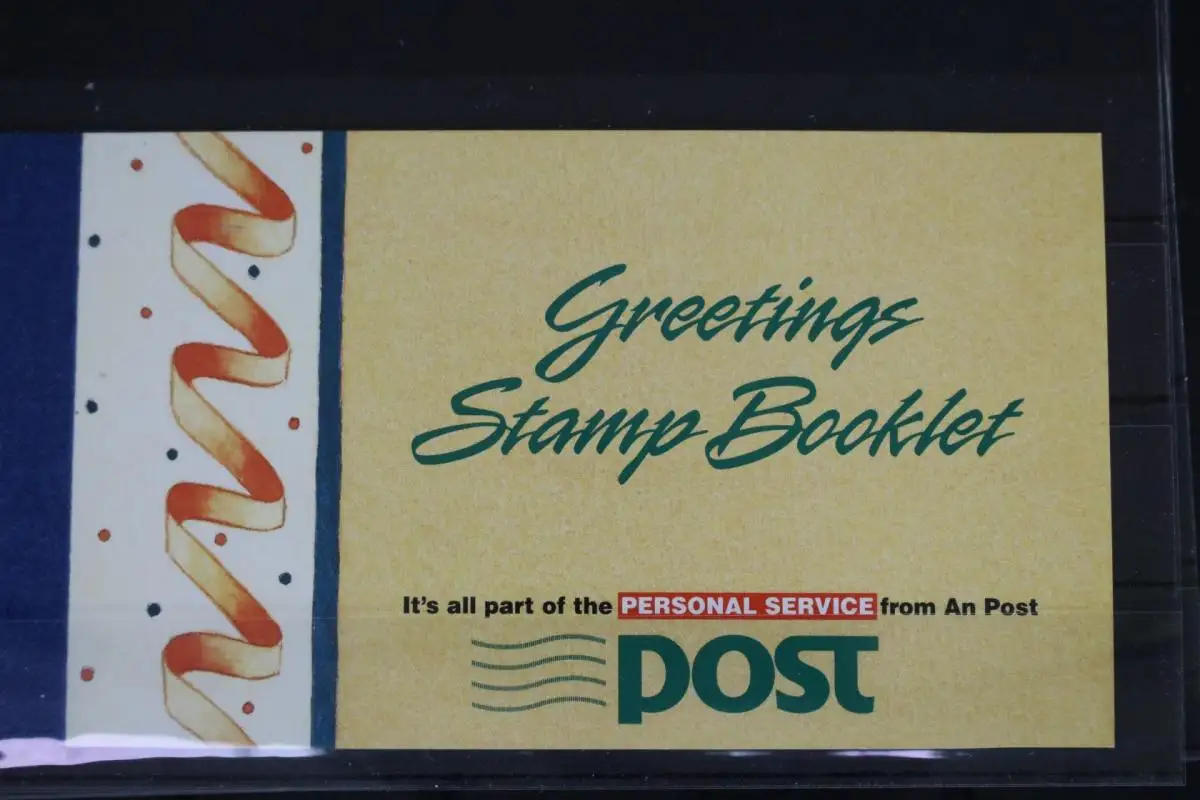 Greetings
Stamp Booklet
It's all part of the PERSONAL SERVICE from An Post
post